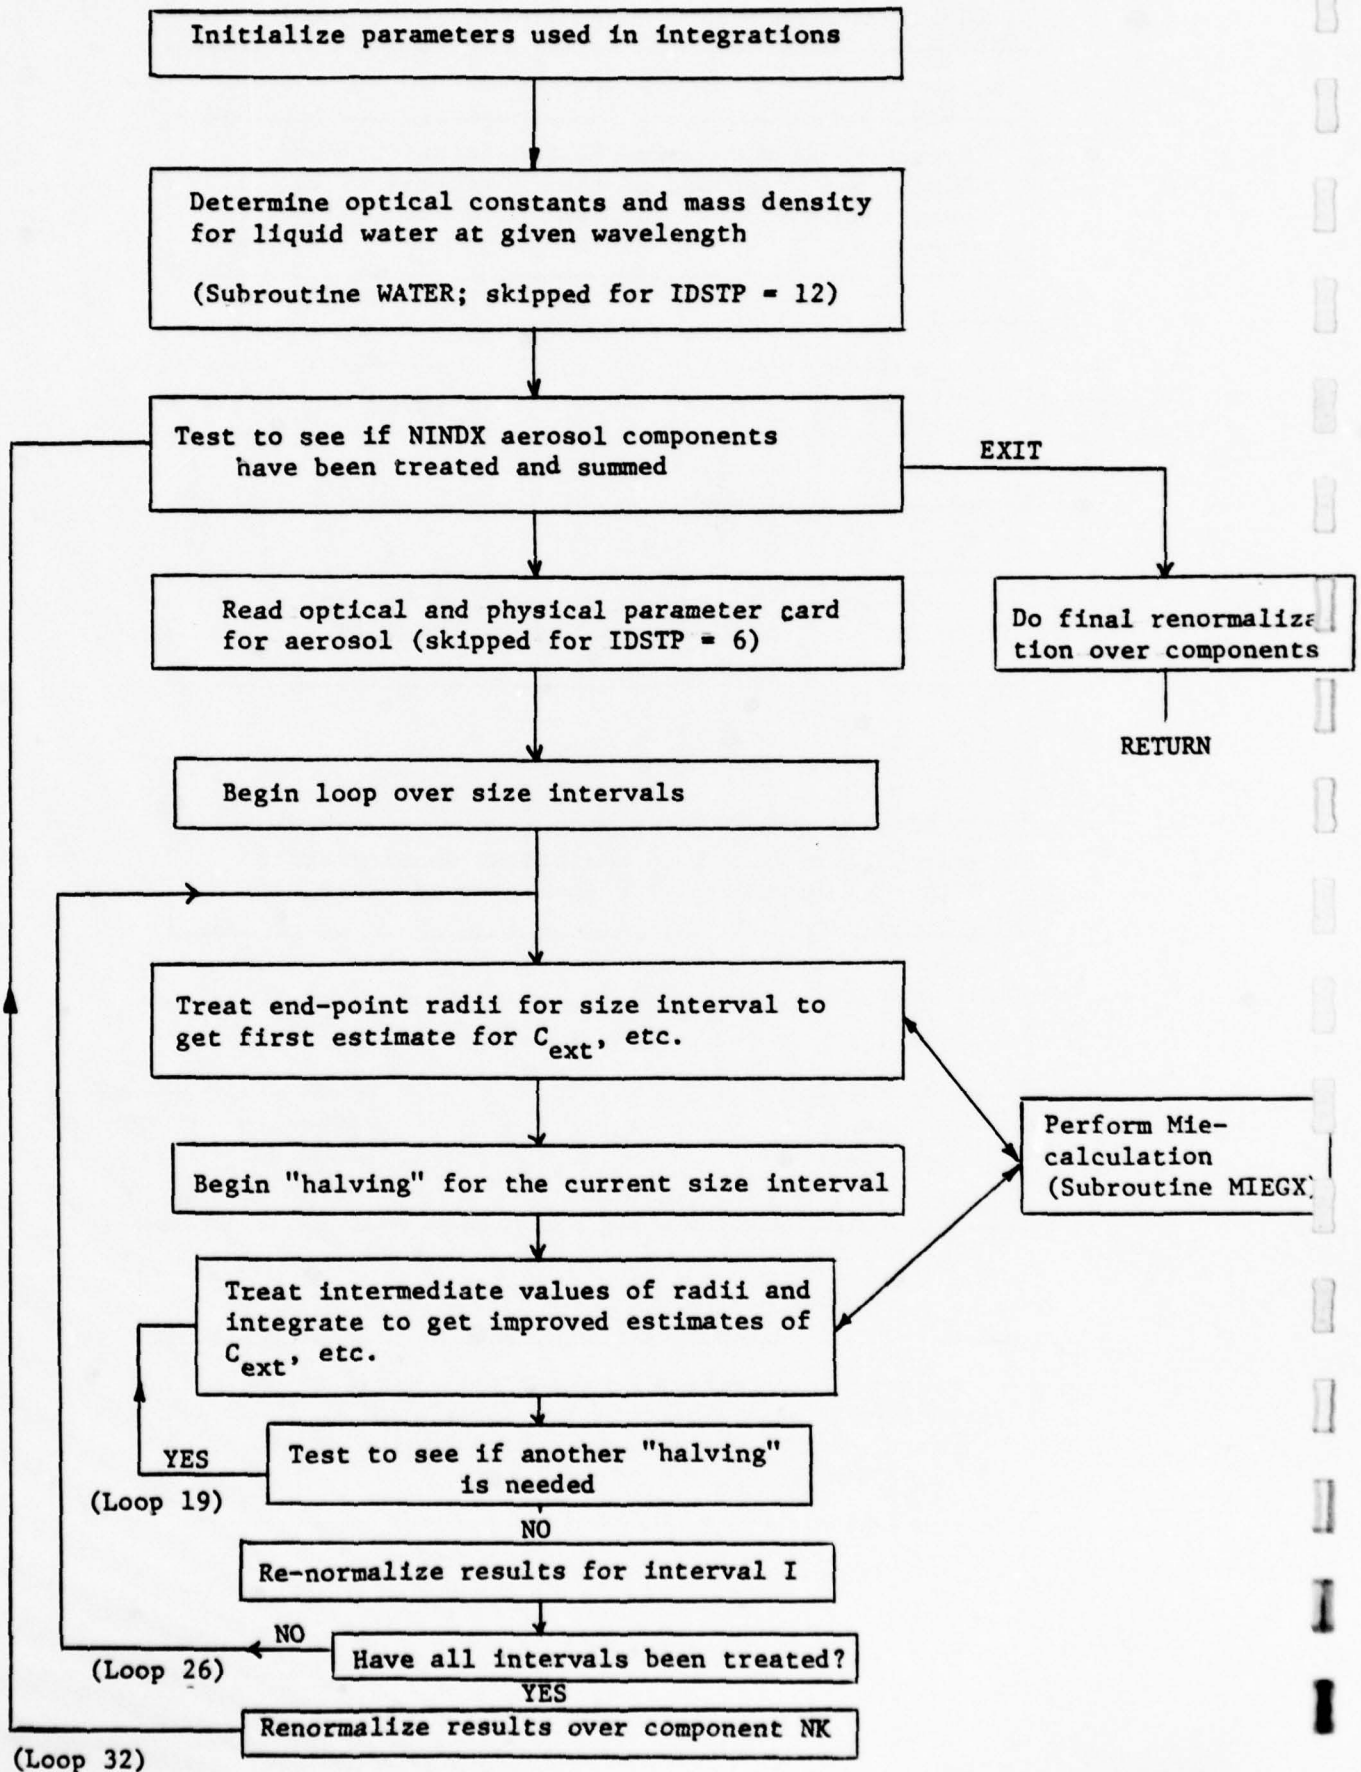 Initialize parameters used in integrations
Determine optical constants and mass density
for liquid water at given wavelength
(Subroutine WATER; skipped for IDSTP = 12)
Test to see if NINDX aerosol components
have been treated and summed
EXIT
Read optical and physical parameter card
for aerosol (skipped for IDSTP = 6)
Do final renormaliza
tion over components
RETURN
Begin loop over size intervals
Treat end-point radii for size interval to
get first estimate for Cext, etc.
Perform Mie-
calculation
(Subroutine MIEGX)
Begin "halving" for the current size interval
Treat intermediate values of radii and
integrate to get improved estimates of
Cext, etc.
YES
(Loop 19)
Test to see if another "halving"
is needed
NO
Re-normalize results for interval I
NO
(Loop 26)
Have all intervals been treated?
YES
Renormalize results over component NK
(Loop 32)